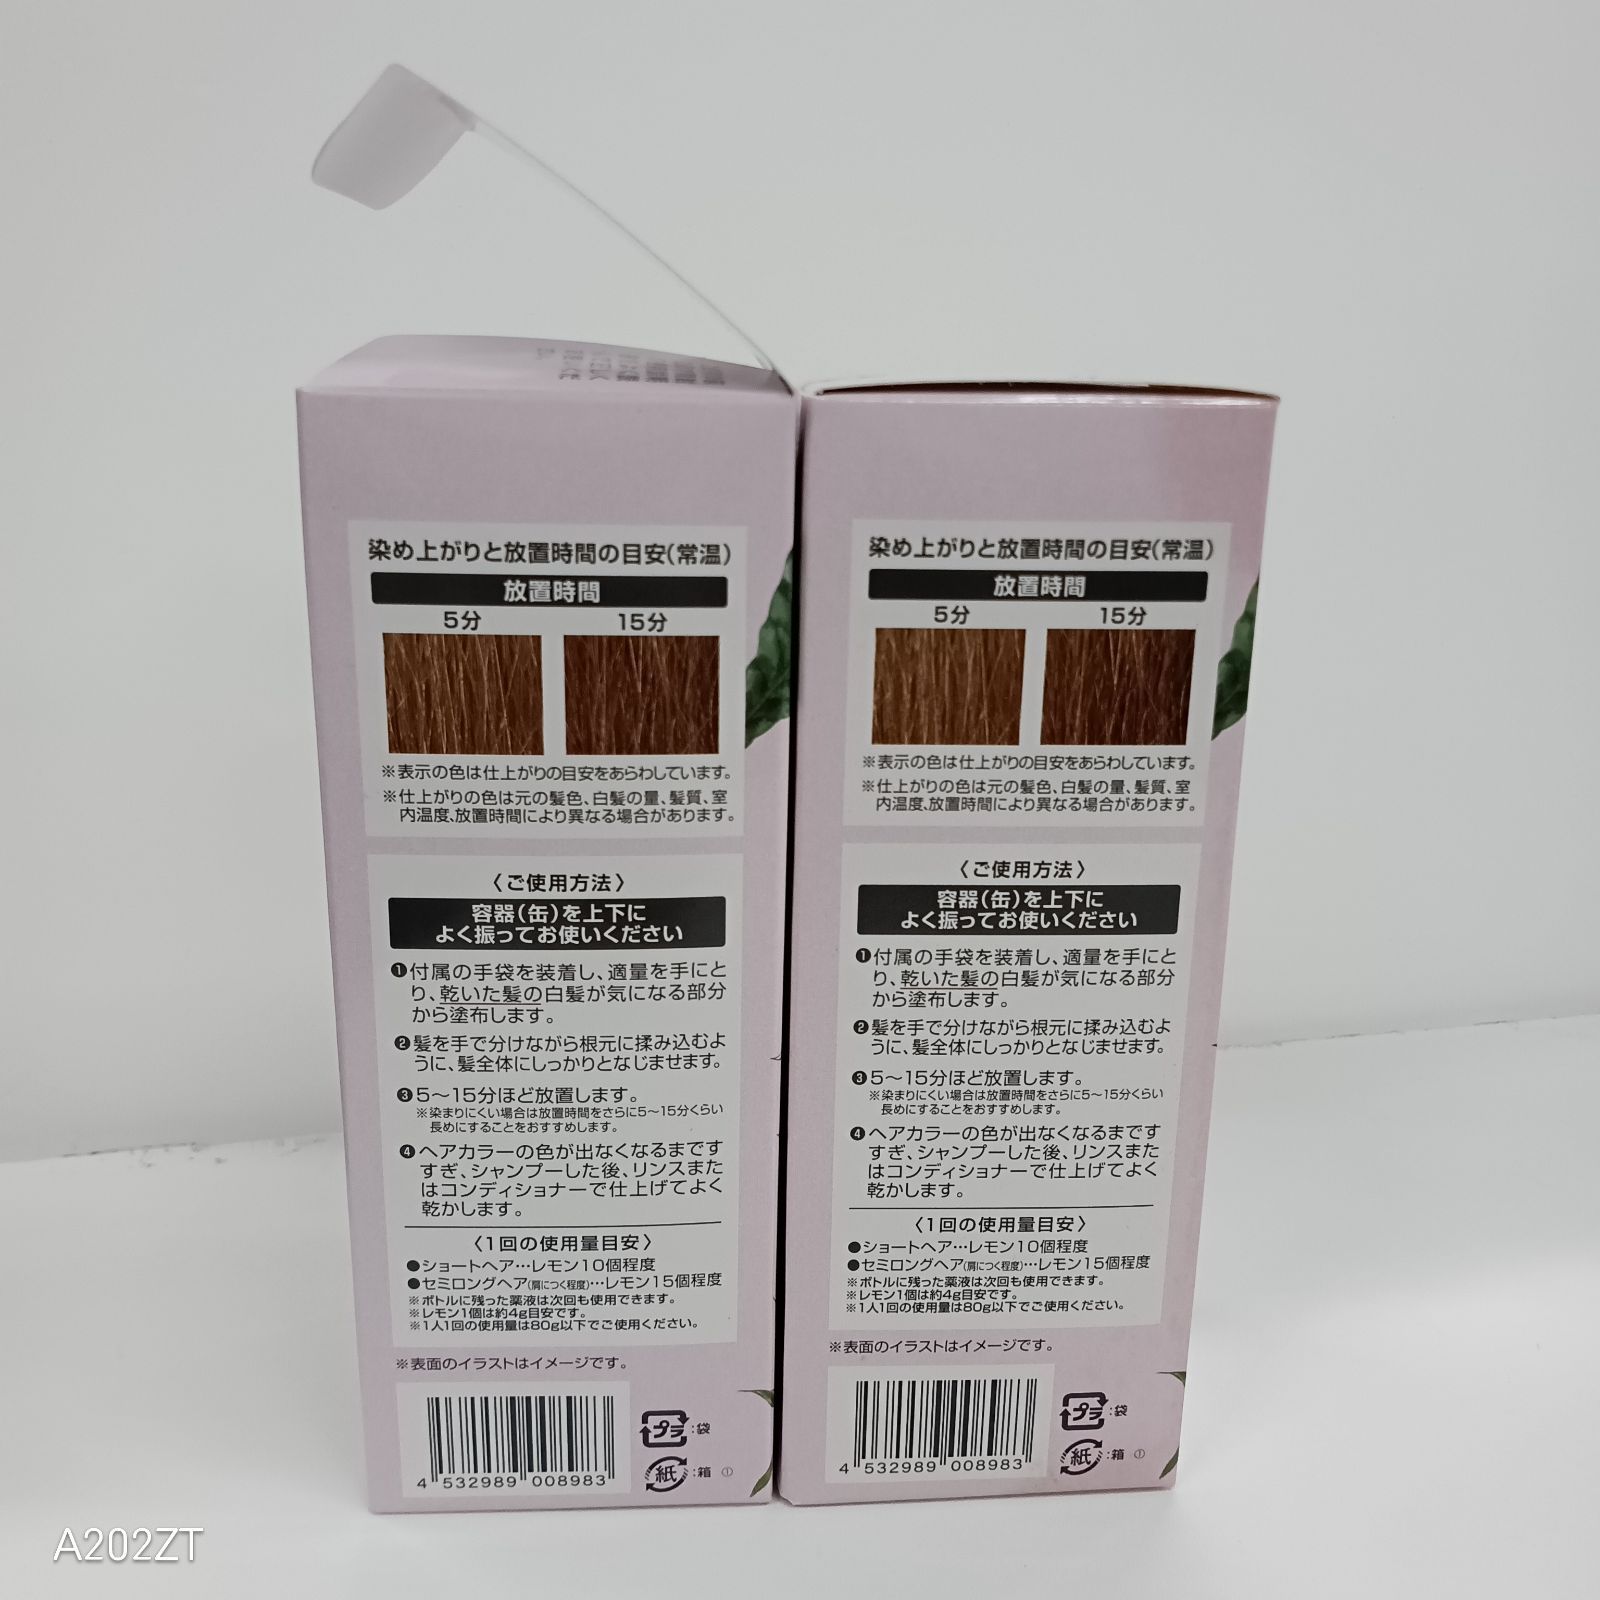 染め上がりと放置時間の目安(常温)
放置時間
5分 15分
※表示の色は仕上がりの目安をあらわしています。
※仕上がりの色は元の髪色、白髪の量、髪質、室
内温度、放置時間により異なる場合があります。
〈ご使用方法〉
容器(缶)を上下に
よく振ってお使いください
❶付属の手袋を装着し、適量を手にと
り、乾いた髪の白髪が気になる部分
から塗布します。
❷髪を手で分けながら根元に揉み込むよ
うに、髪全体にしっかりとなじませます。
❸5〜15分ほど放置します。
※染まりにくい場合は放置時間をさらに5〜15分くらい
長めにすることをおすすめします。
❹ヘアカラーの色が出なくなるまです
すぎ、シャンプーした後、リンスまた
はコンディショナーで仕上げてよく
乾かします。
〈1回の使用量目安〉
●ショートヘア…レモン10個程度
●セミロングヘア(肩につく程度)…レモン15個程度
※ボトルに残った薬液は次回も使用できます。
※レモン1個は約4g目安です。
※1人1回の使用量は80g以下でご使用ください。
※表面のイラストはイメージです。
4 532989 008983
プラ :袋
紙 :箱 ①
染め上がりと放置時間の目安(常温)
放置時間
5分 15分
※表示の色は仕上がりの目安をあらわしています。
※仕上がりの色は元の髪色、白髪の量、髪質、室
内温度、放置時間により異なる場合があります。
〈ご使用方法〉
容器(缶)を上下に
よく振ってお使いください
❶付属の手袋を装着し、適量を手にと
り、乾いた髪の白髪が気になる部分
から塗布します。
❷髪を手で分けながら根元に揉み込むよ
うに、髪全体にしっかりとなじませます。
❸5〜15分ほど放置します。
※染まりにくい場合は放置時間をさらに5〜15分くらい
長めにすることをおすすめします。
❹ヘアカラーの色が出なくなるまです
すぎ、シャンプーした後、リンスまた
はコンディショナーで仕上げてよく
乾かします。
〈1回の使用量目安〉
●ショートヘア…レモン10個程度
●セミロングヘア(肩につく程度)…レモン15個程度
※ボトルに残った薬液は次回も使用できます。
※レモン1個は約4g目安です。
※1人1回の使用量は80g以下でご使用ください。
※表面のイラストはイメージです。
4 532989 008983
プラ :袋
紙 :箱 ①
A202ZT